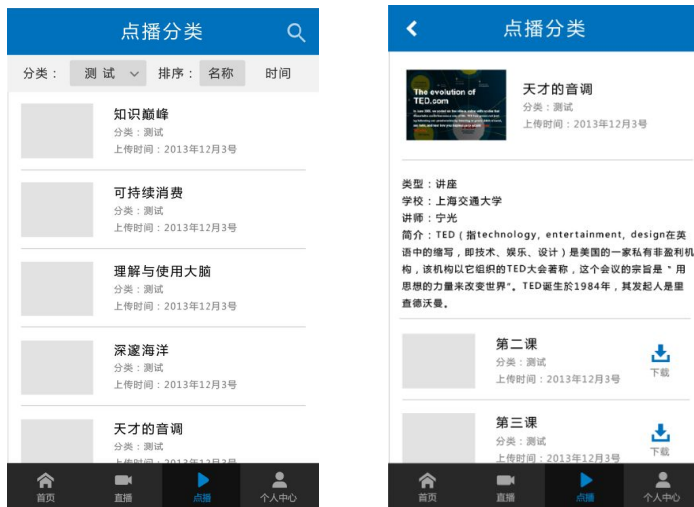 点播分类
分类： 测 试 排序： 名称 时间
知识巅峰
分类：测试
上传时间：2013年12月3号
可持续消费
分类：测试
上传时间：2013年12月3号
理解与使用大脑
分类：测试
上传时间：2013年12月3号
深邃海洋
分类：测试
上传时间：2013年12月3号
天才的音调
分类：测试
上传时间：2013年12月3号
首页 直播 点播 个人中心
点播分类
The evolution of
TED.com
天才的音调
分类：测试
上传时间：2013年12月3号
类型：讲座
学校：上海交通大学
讲师：宁光
简介：TED（指technology, entertainment, design在英
语中的缩写，即技术、娱乐、设计）是美国的一家私有非盈利机
构，该机构以它组织的TED大会著称，这个会议的宗旨是“用
思想的力量来改变世界”。TED诞生於1984年，其发起人是里
查德沃曼。
第二课
分类：测试
上传时间：2013年12月3号
下载
第三课
分类：测试
上传时间：2013年12月3号
下载
首页 直播 点播 个人中心